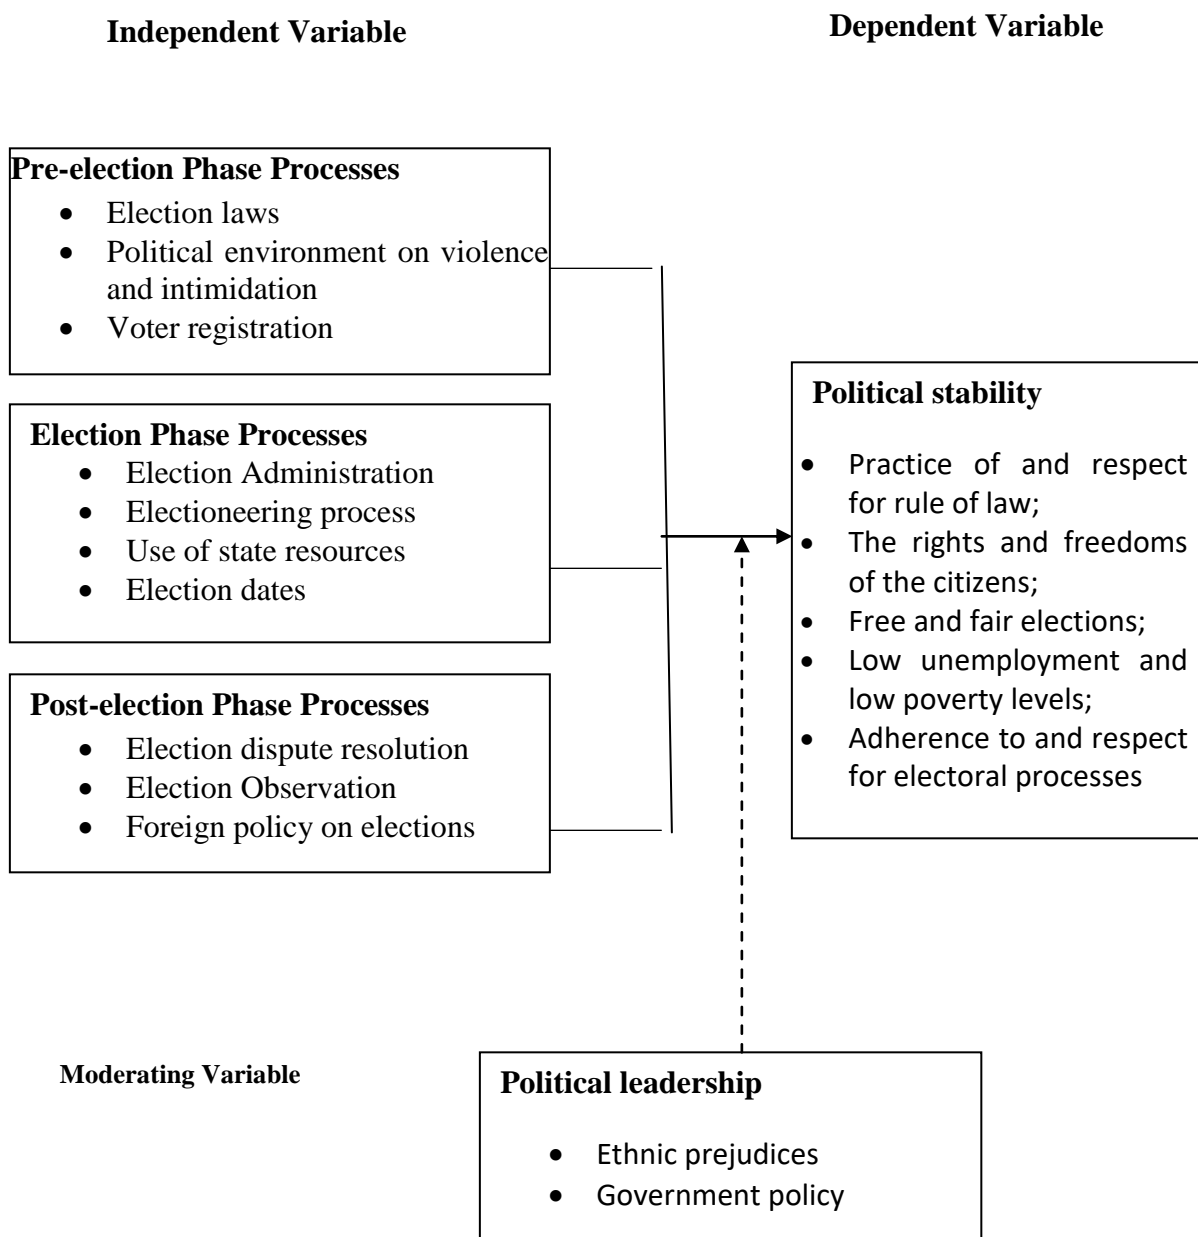 Independent Variable
Dependent Variable
Pre-election Phase Processes
• Election laws
• Political environment on violence
and intimidation
• Voter registration
Election Phase Processes
• Election Administration
• Electioneering process
• Use of state resources
• Election dates
Post-election Phase Processes
• Election dispute resolution
• Election Observation
• Foreign policy on elections
Political stability
• Practice of and respect
for rule of law;
• The rights and freedoms
of the citizens;
• Free and fair elections;
• Low unemployment and
low poverty levels;
• Adherence to and respect
for electoral processes
Moderating Variable
Political leadership
• Ethnic prejudices
• Government policy